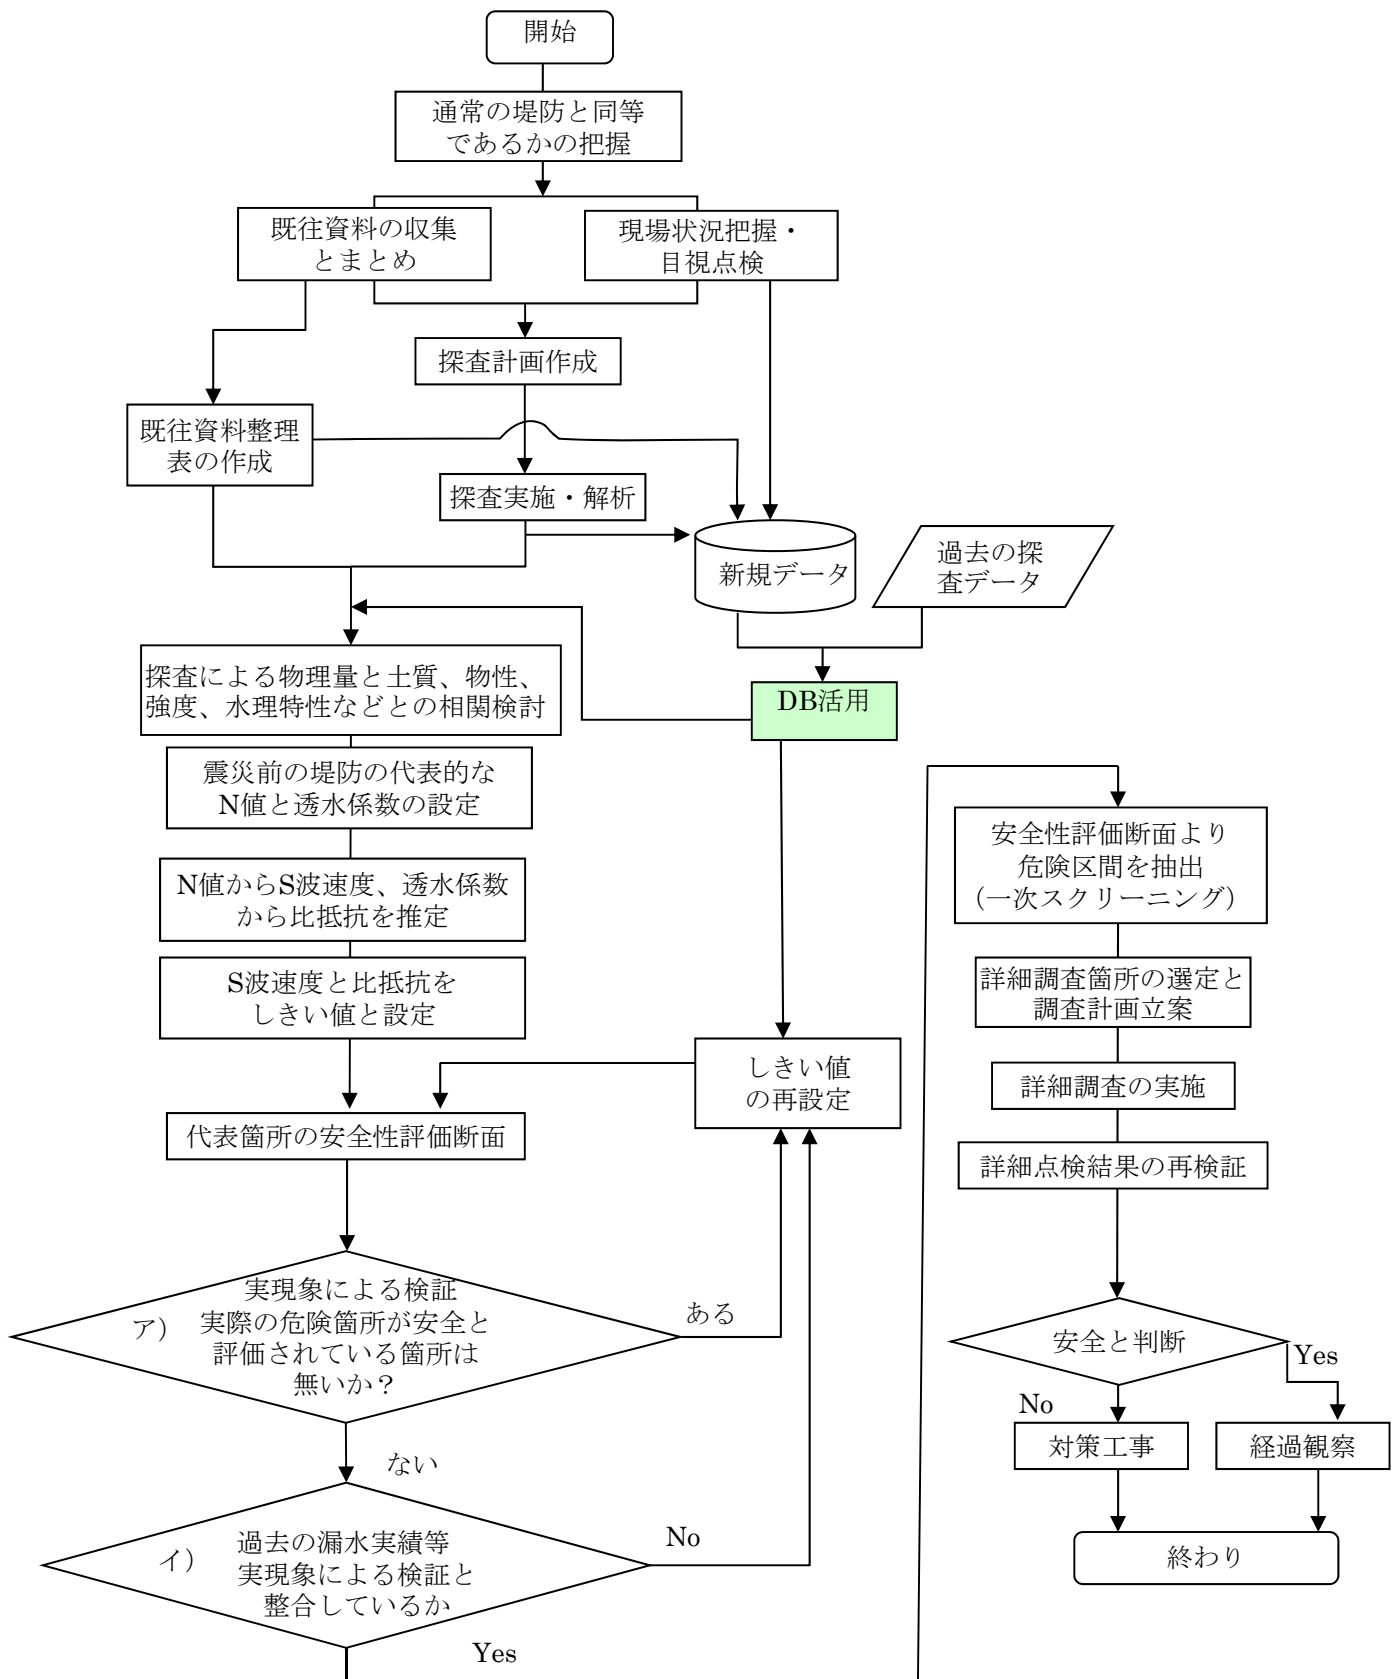 開始
通常の堤防と同等
であるかの把握
既往資料の収集
とまとめ
現場状況把握・
目視点検
探査計画作成
既往資料整理
表の作成
探査実施・解析
新規データ
過去の探
査データ
探査による物理量と土質、物性、
強度、水理特性などとの相関検討
DB活用
震災前の堤防の代表的な
N値と透水係数の設定
N値からS波速度、透水係数
から比抵抗を推定
S波速度と比抵抗を
しきい値と設定
しきい値
の再設定
代表箇所の安全性評価断面
ア）
実現象による検証
実際の危険箇所が安全と
評価されている箇所は
無いか？
ある
ない
イ）
過去の漏水実績等
実現象による検証と
整合しているか
No
Yes
安全性評価断面より
危険区間を抽出
（一次スクリーニング）
詳細調査箇所の選定と
調査計画立案
詳細調査の実施
詳細点検結果の再検証
安全と判断
Yes
No
対策工事
経過観察
終わり